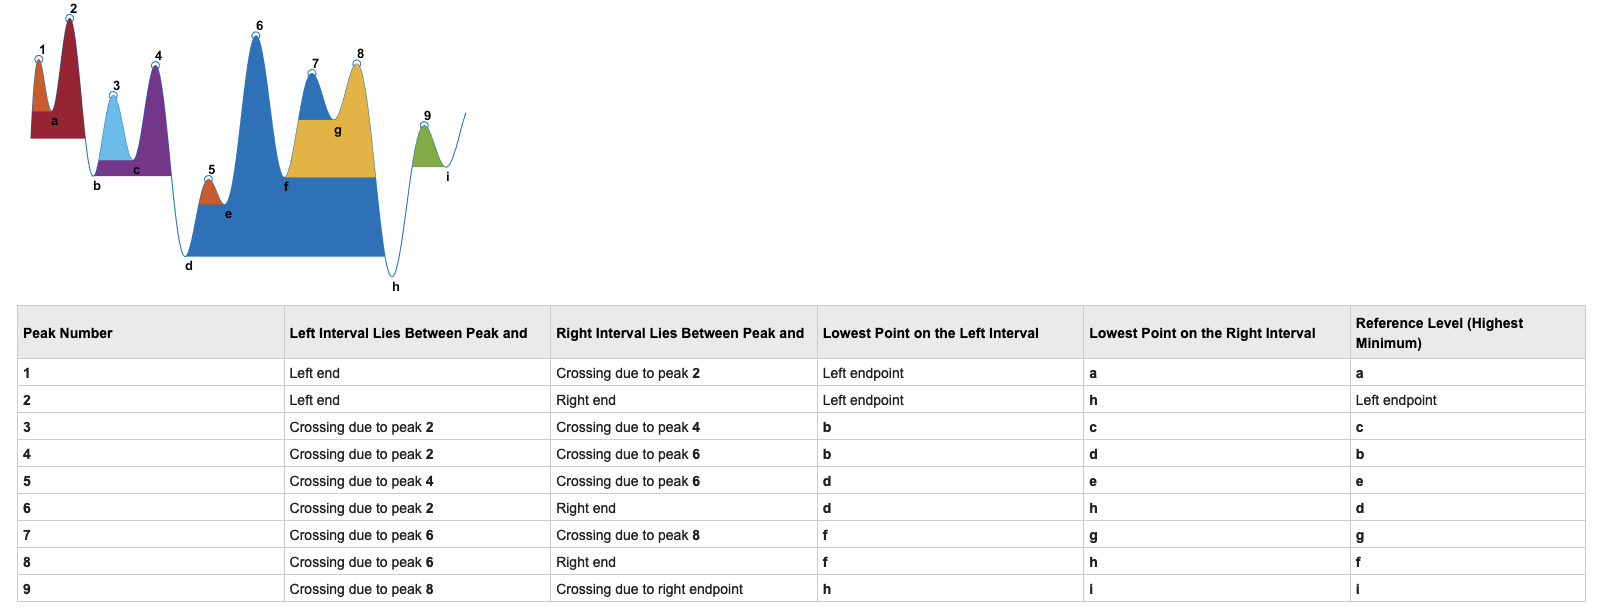 2
1
6
4
8
7
3
9
a
g
c
5
i
b
f
e
d
h
Peak Number Left Interval Lies Between Peak and Right Interval Lies Between Peak and Lowest Point on the Left Interval Lowest Point on the Right Interval Reference Level (Highest
Minimum)
1 Left end Crossing due to peak 2 Left endpoint a a
2 Left end Right end Left endpoint h Left endpoint
3 Crossing due to peak 2 Crossing due to peak 4 b c c
4 Crossing due to peak 2 Crossing due to peak 6 b d b
5 Crossing due to peak 4 Crossing due to peak 6 d e e
6 Crossing due to peak 2 Right end d h d
7 Crossing due to peak 6 Crossing due to peak 8 f g g
8 Crossing due to peak 6 Right end f h f
9 Crossing due to peak 8 Crossing due to right endpoint h i i